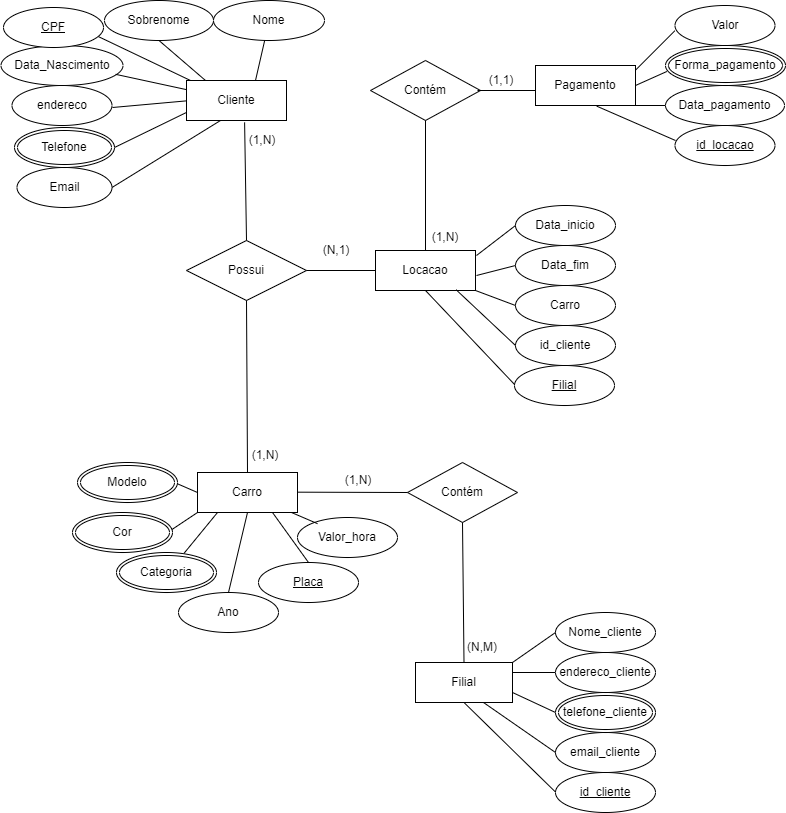 CPF
Sobrenome
Nome
Data_Nascimento
endereco
Telefone
Email
Cliente
(1,N)
Contém
(1,1)
Pagamento
Valor
Forma_pagamento
Data_pagamento
id_locacao
Possui
(N,1)
(1,N)
Locacao
Data_inicio
Data_fim
Carro
id_cliente
Filial
(1,N)
Modelo
Cor
Categoria
Ano
Placa
Valor_hora
Carro
(1,N)
Contém
(N,M)
Filial
Nome_cliente
endereco_cliente
telefone_cliente
email_cliente
id_cliente